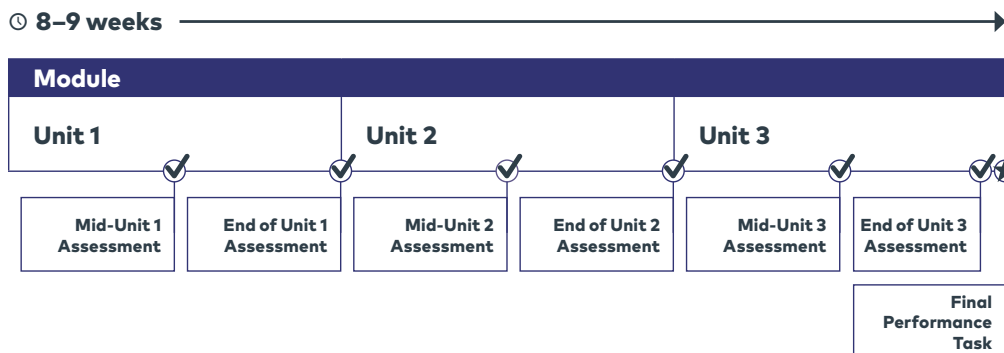 8–9 weeks
Module
Unit 1
Unit 2
Unit 3
Mid-Unit 1
Assessment
End of Unit 1
Assessment
Mid-Unit 2
Assessment
End of Unit 2
Assessment
Mid-Unit 3
Assessment
End of Unit 3
Assessment
Final
Performance
Task